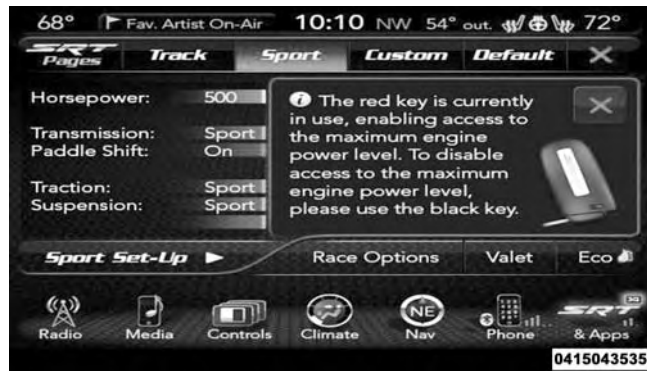 68° Fav. Artist On-Air 10:10 NW 54° out. 72°
SRT Pages Track Sport Custom Default X
Horsepower: 500
Transmission: Sport
Paddle Shift: On
Traction: Sport
Suspension: Sport
i The red key is currently
in use, enabling access to
the maximum engine
power level. To disable
access to the maximum
engine power level,
please use the black key.
X
Sport Set-Up Race Options Valet Eco
NE 3G
SRT
Radio Media Controls Climate Nav Phone & Apps
0415043535